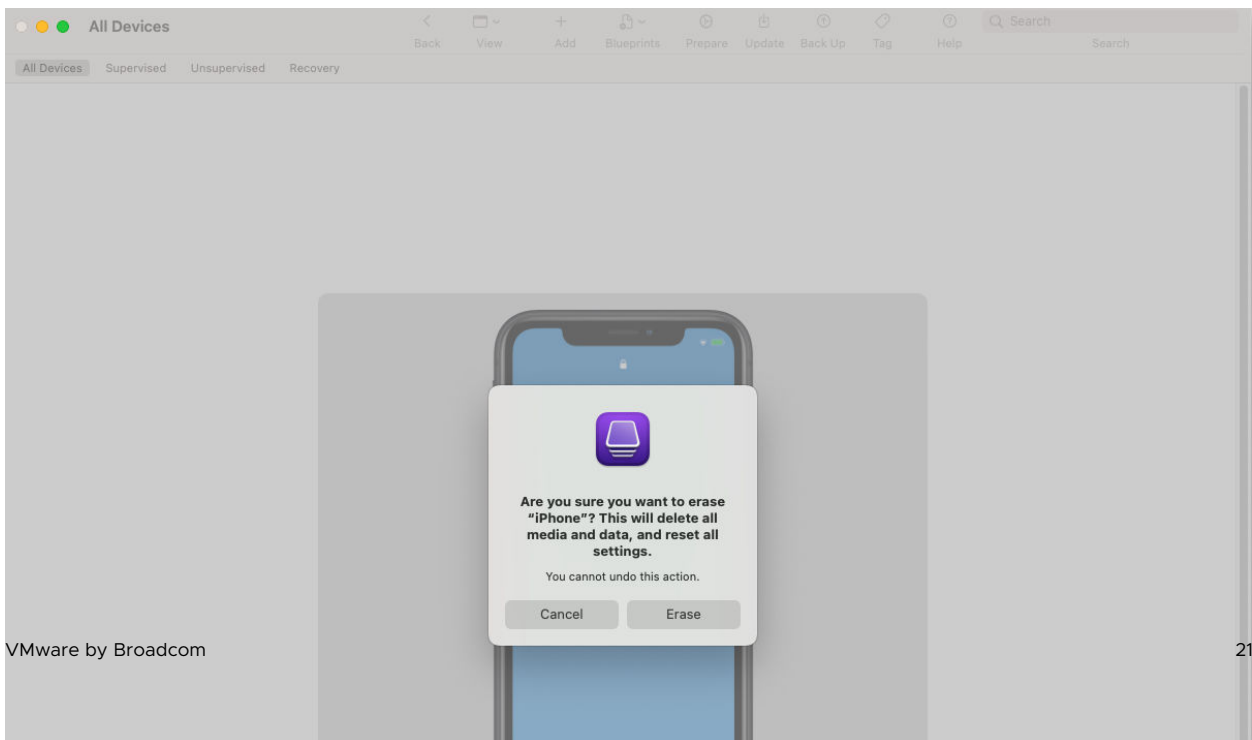 All Devices
Back View Add Blueprints Prepare Update Back Up Tag Help Search
Search
All Devices Supervised Unsupervised Recovery
Are you sure you want to erase
“iPhone”? This will delete all
media and data, and reset all
settings.
You cannot undo this action.
Cancel Erase
VMware by Broadcom 21